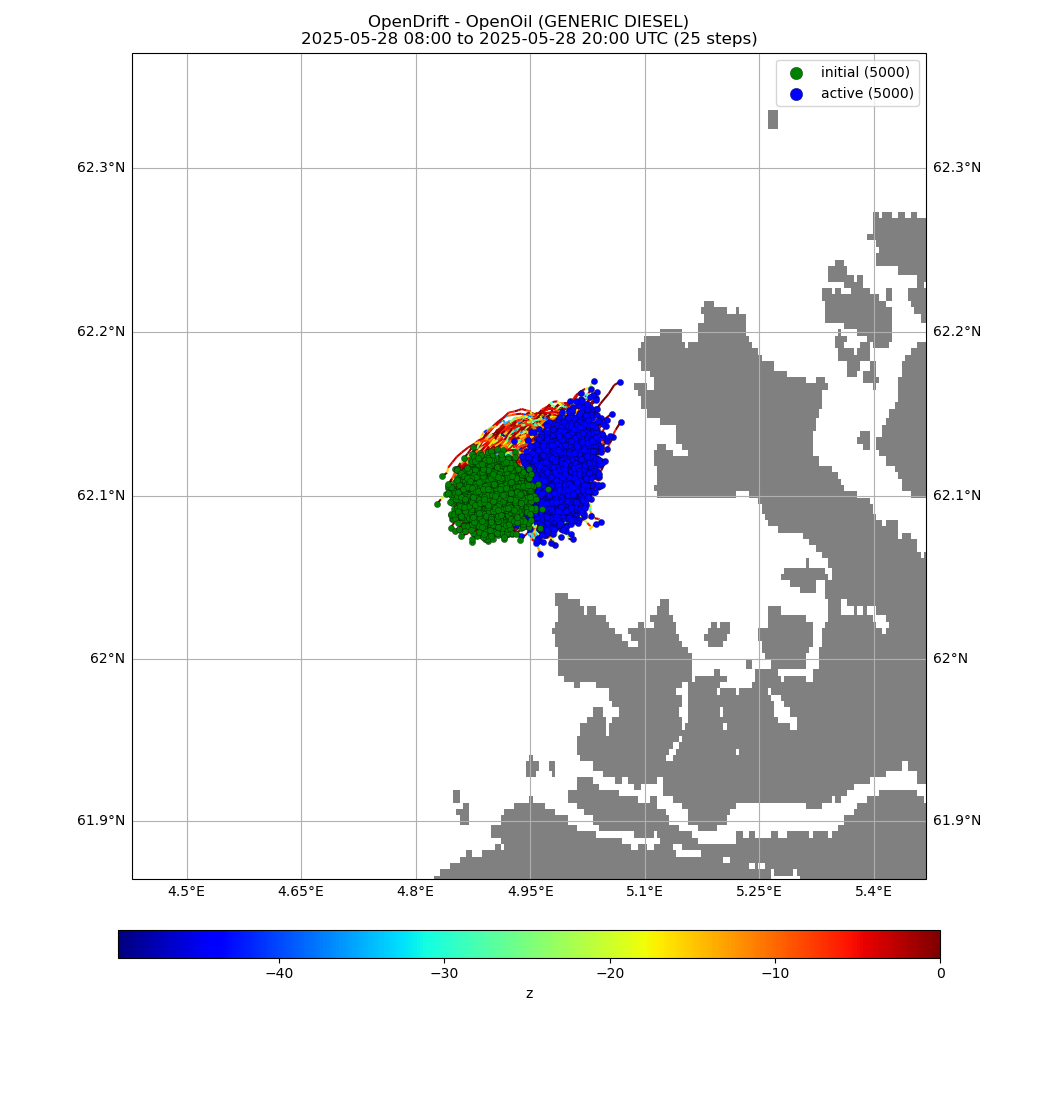 OpenDrift - OpenOil (GENERIC DIESEL)
2025-05-28 08:00 to 2025-05-28 20:00 UTC (25 steps)
initial (5000)
active (5000)
62.3°N 62.3°N
62.2°N 62.2°N
62.1°N 62.1°N
62°N 62°N
61.9°N 61.9°N
4.5°E 4.65°E 4.8°E 4.95°E 5.1°E 5.25°E 5.4°E
−40 −30 −20 −10 0
z